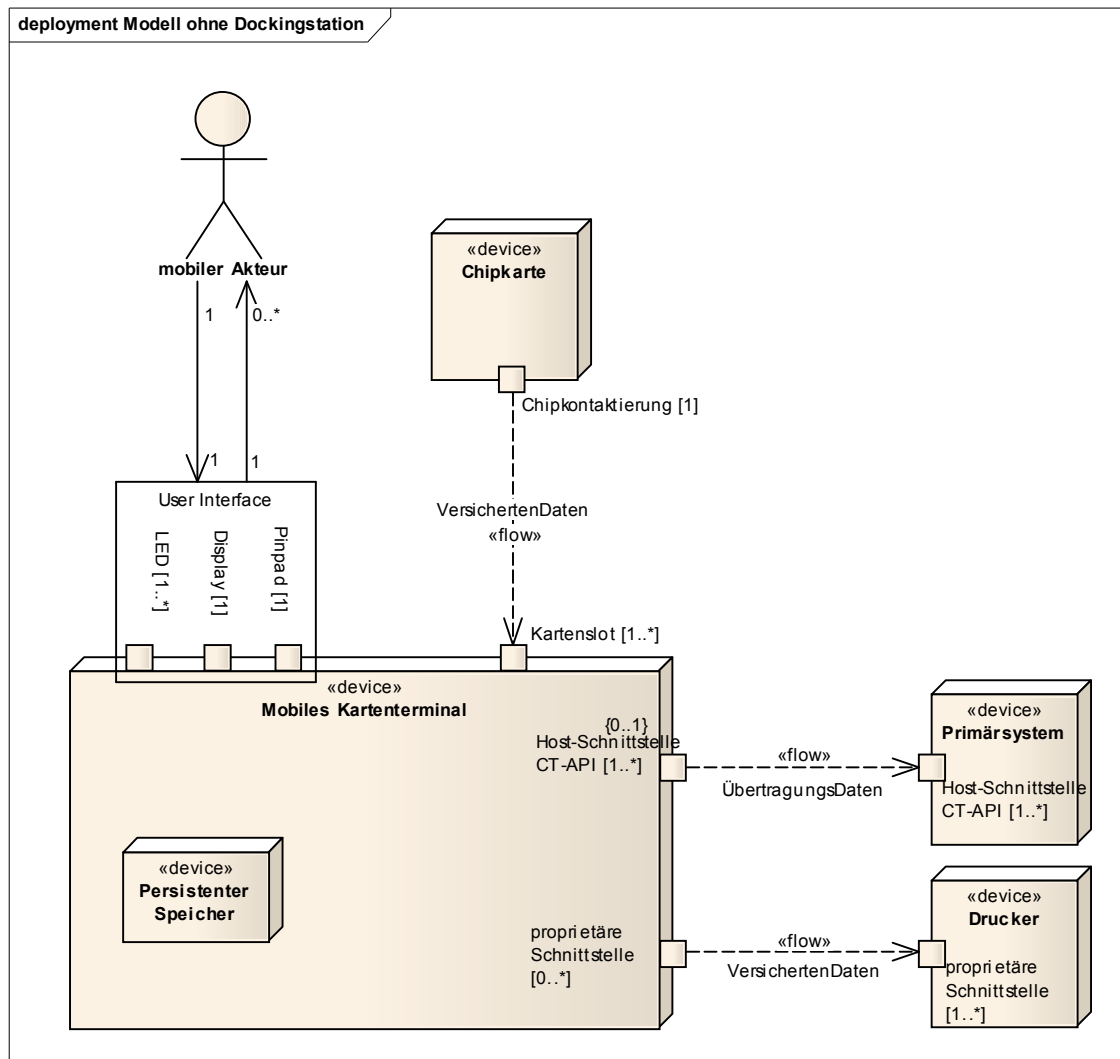 deployment Modell ohne Dockingstation
mobiler Akteur
1
0..*
1
1
«device»
Chipkarte
Chipkontaktierung [1]
VersichertenDaten
«flow»
User Interface
LED [1..*]
Display [1]
Pinpad [1]
Kartenslot [1..*]
«device»
Mobiles Kartenterminal
{0..1}
Host-Schnittstelle
CT-API [1..*]
«flow»
ÜbertragungsDaten
«device»
Primärsystem
Host-Schnittstelle
CT-API [1..*]
«device»
Persistenter
Speicher
proprietäre
Schnittstelle
[0..*]
«flow»
VersichertenDaten
«device»
Drucker
proprietäre
Schnittstelle
[1..*]